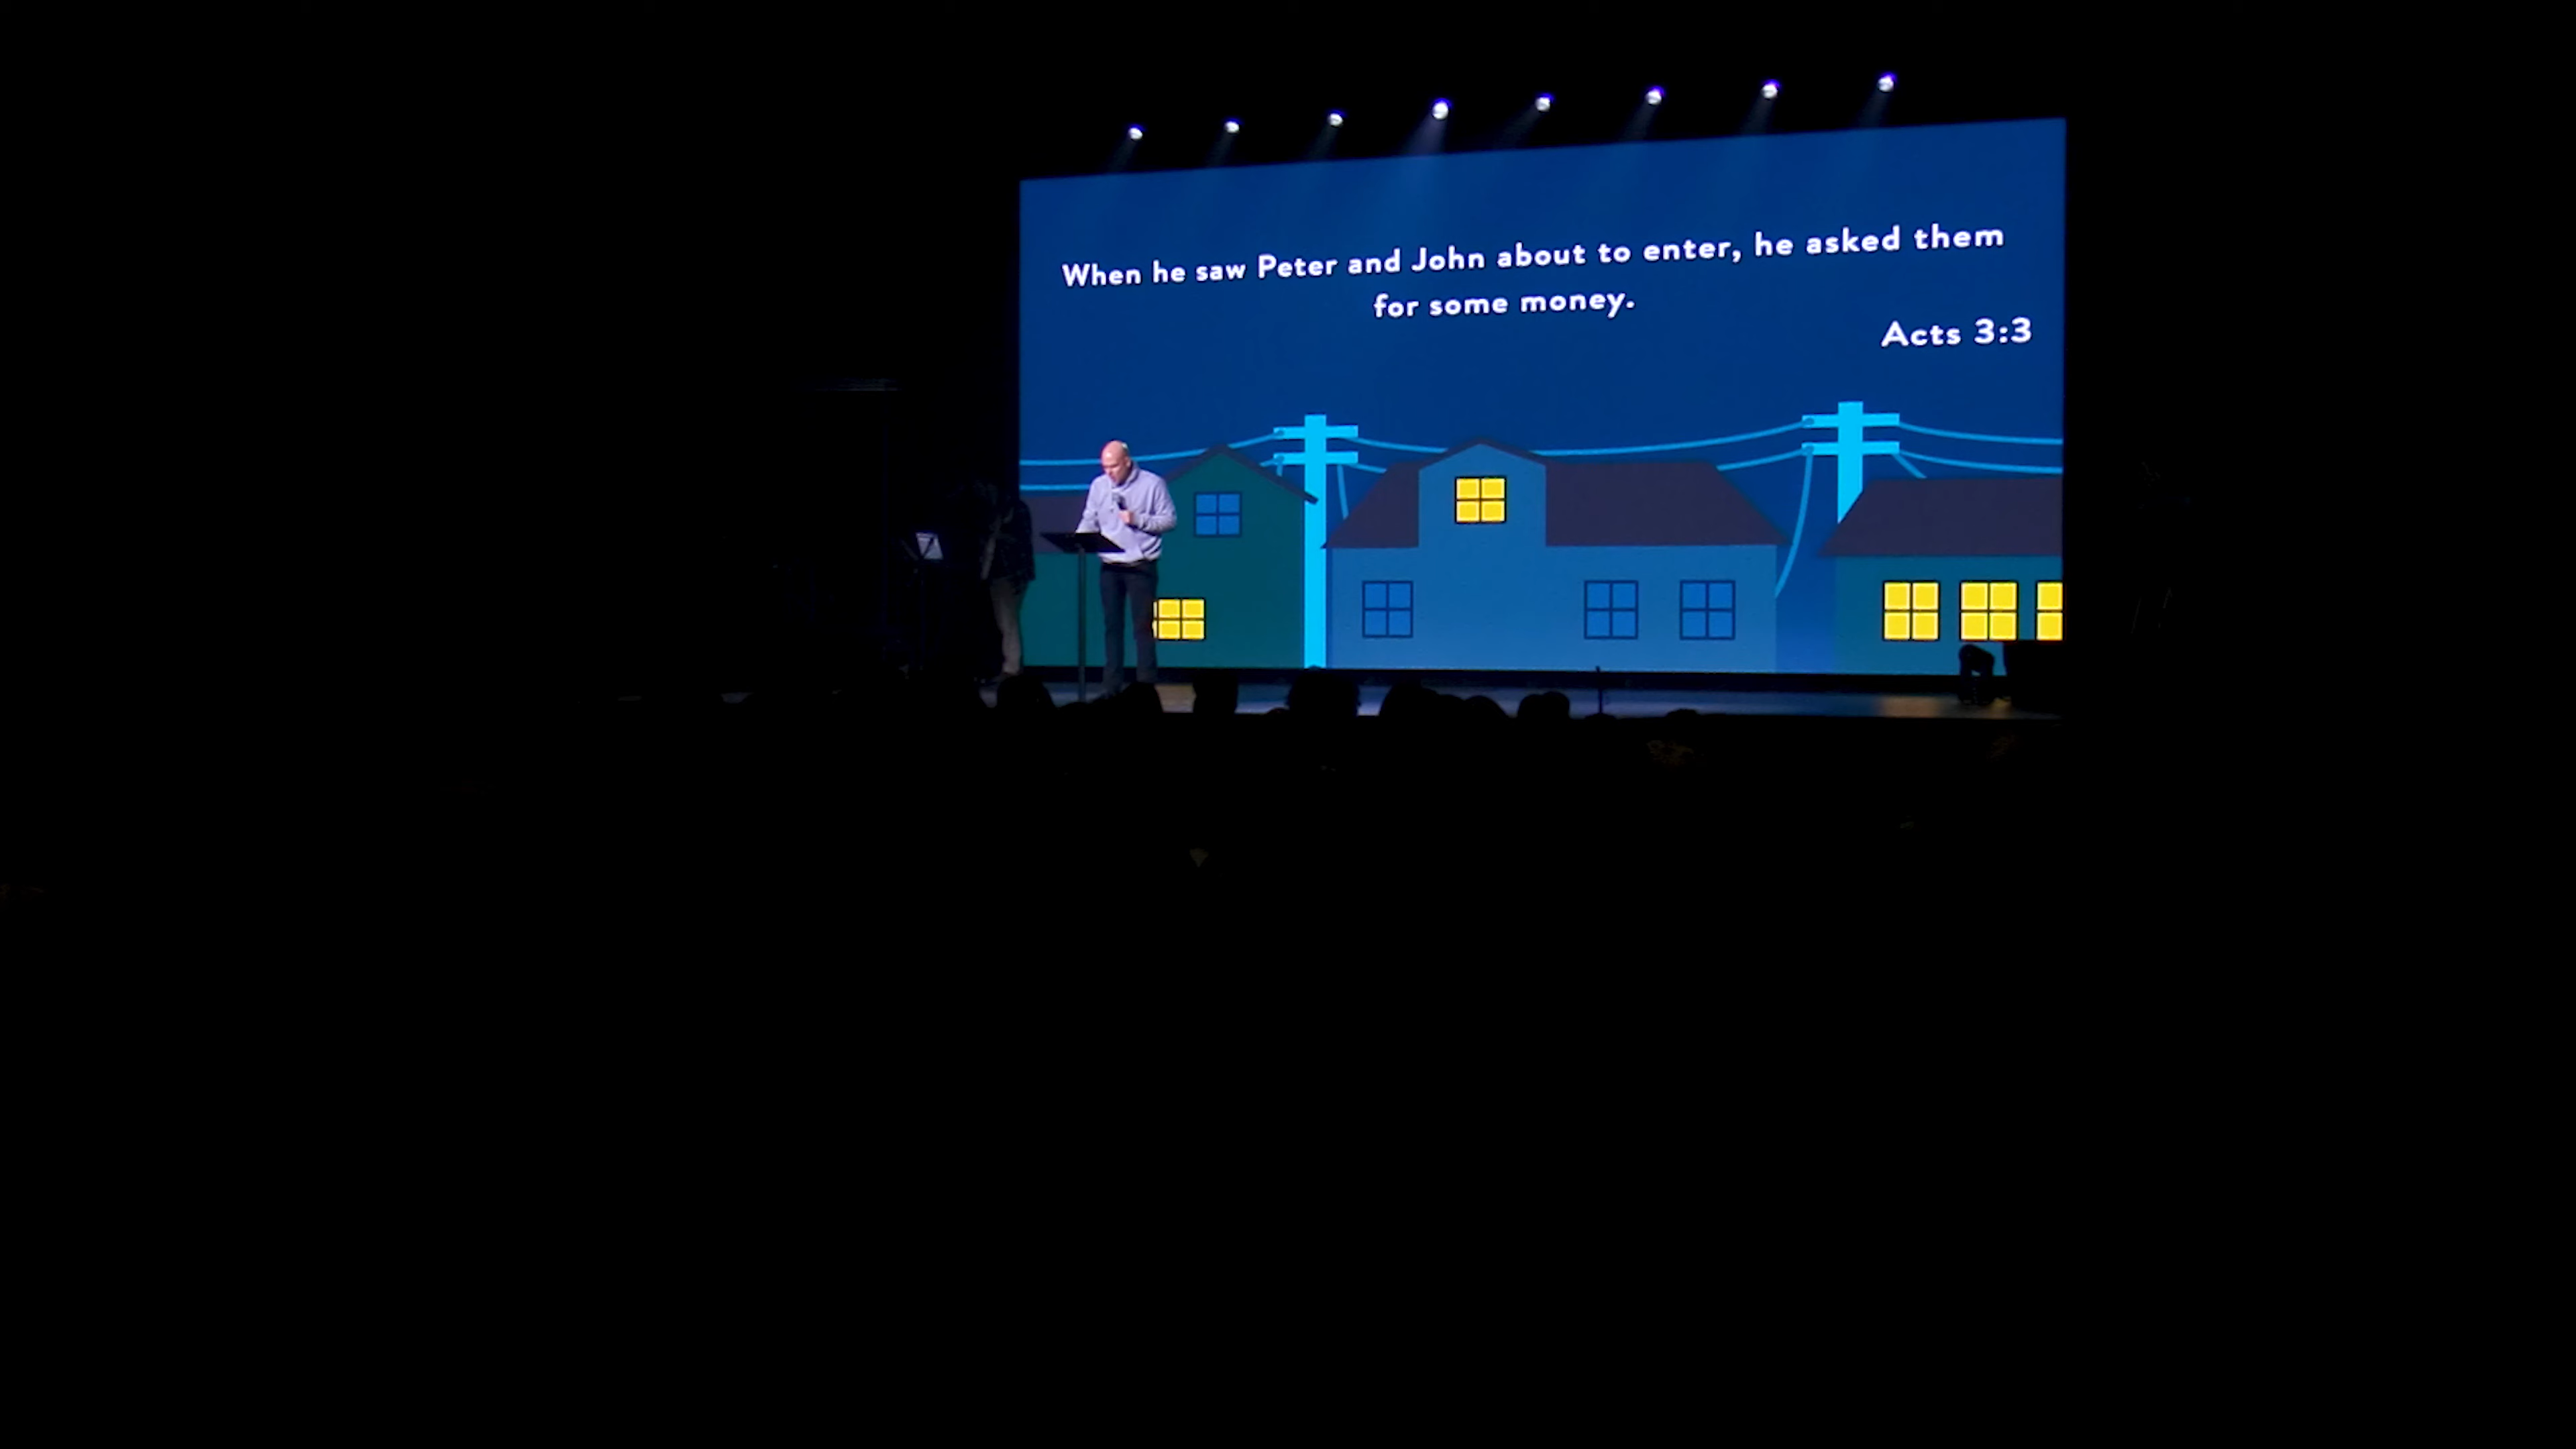 When he saw Peter and John about to enter, he asked them
for some money.
Acts 3:3